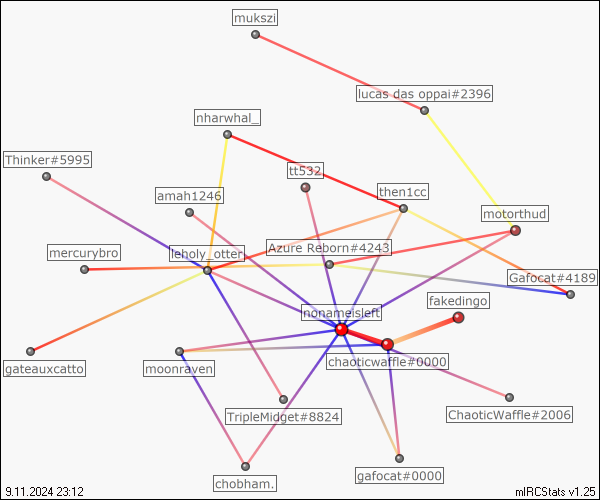 mukszi
lucas das oppai#2396
nharwhal_
Thinker#5995
tt532
amah1246
then1cc
motorthud
mercurybro
leholy_otter
Azure Reborn#4243
Gafocat#4189
fakedingo
nonameisleft
gateauxcatto
moonraven
chaoticwaffle#0000
TripleMidget#8824
ChaoticWaffle#2006
chobham.
gafocat#0000
9.11.2024 23:12
mIRCStats v1.25